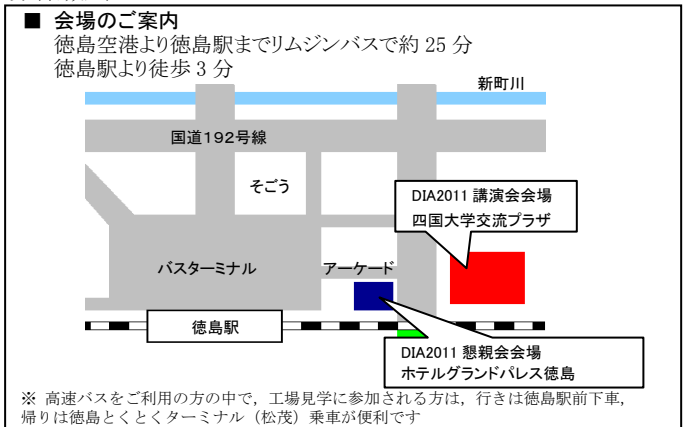 ■ 会場のご案内
徳島空港より徳島駅までリムジンバスで約 25 分
徳島駅より徒歩 3 分
新町川
国道192号線
そごう
DIA2011 講演会会場
四国大学交流プラザ
バスターミナル
アーケード
徳島駅
DIA2011 懇親会会場
ホテルグランドパレス徳島
※ 高速バスをご利用の方の中で，工場見学に参加される方は，行きは徳島駅前下車，
帰りは徳島とくとくターミナル（松茂）乗車が便利です